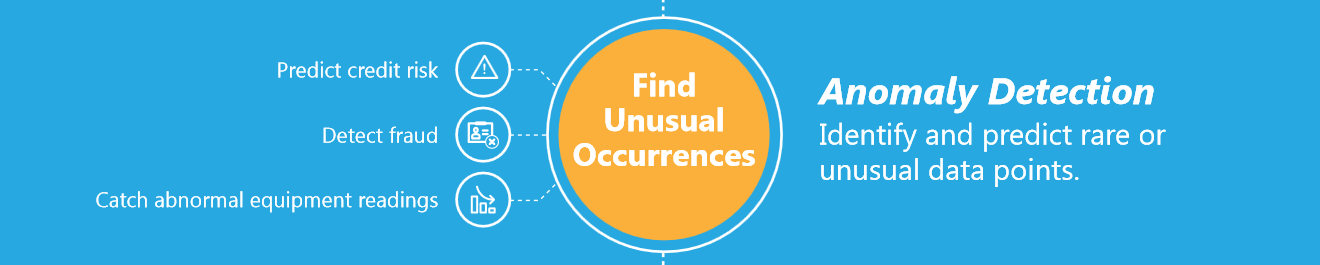 Predict credit risk
Detect fraud
Catch abnormal equipment readings
Find
Unusual
Occurrences
Anomaly Detection
Identify and predict rare or
unusual data points.